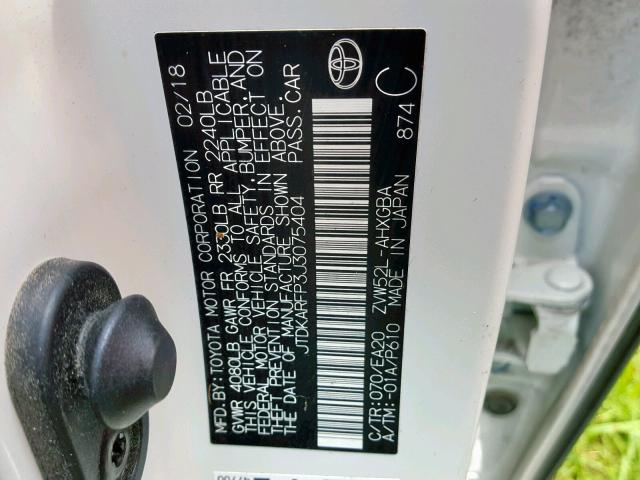 MFD.BY:TOYOTA MOTOR CORPORATION 02/18
GVWR 4080LB GAWR FR 2330LB RR 2240LB
THIS VEHICLE CONFORMS TO ALL APPLICABLE
FEDERAL MOTOR VEHICLE SAFETY, BUMPER, AND
THEFT PREVENTION STANDARDS IN EFFECT ON
THE DATE OF MANUFACTURE SHOWN ABOVE.
JTDKARFP3J3075404 PASS.CAR
C/TR:070/EA20 ZVW52L-AHXGBA
A/TM:-01A/P610 MADE IN JAPAN 874 C